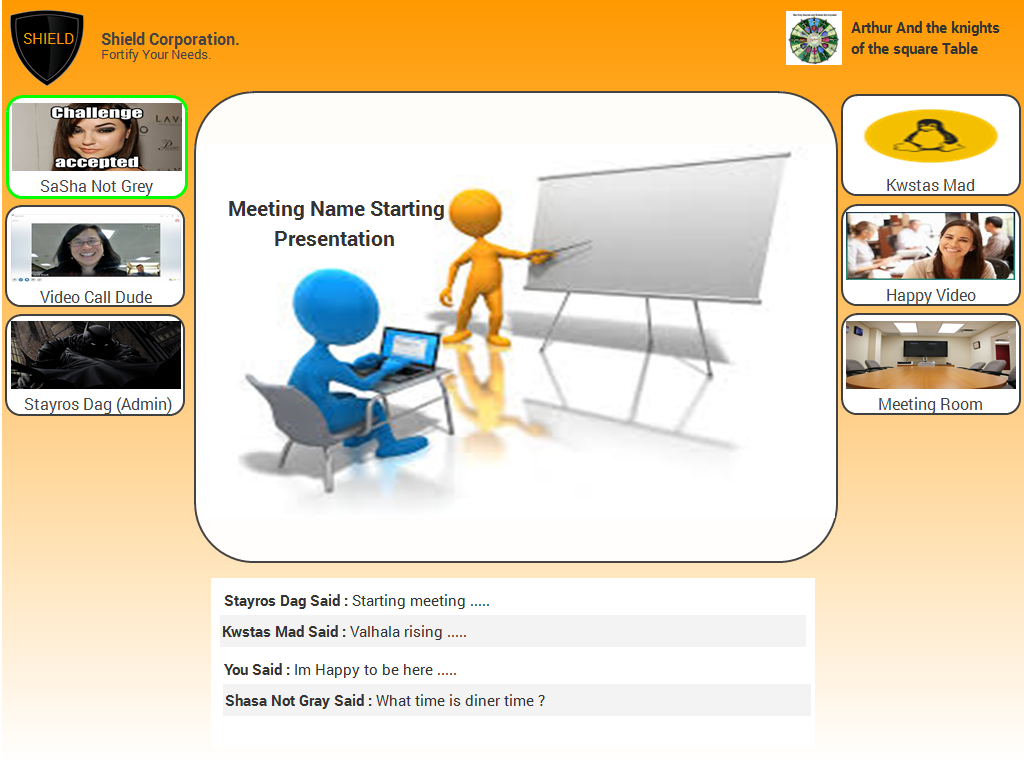 SHIELD
Shield Corporation.
Fortify Your Needs.
Arthur And the knights
of the square Table
Challenge
accepted
SaSha Not Grey
Video Call Dude
Stayros Dag (Admin)
Meeting Name Starting
Presentation
Kwstas Mad
Happy Video
Meeting Room
Stayros Dag Said : Starting meeting .....
Kwstas Mad Said : Valhala rising .....
You Said : Im Happy to be here .....
Shasa Not Gray Said : What time is diner time ?